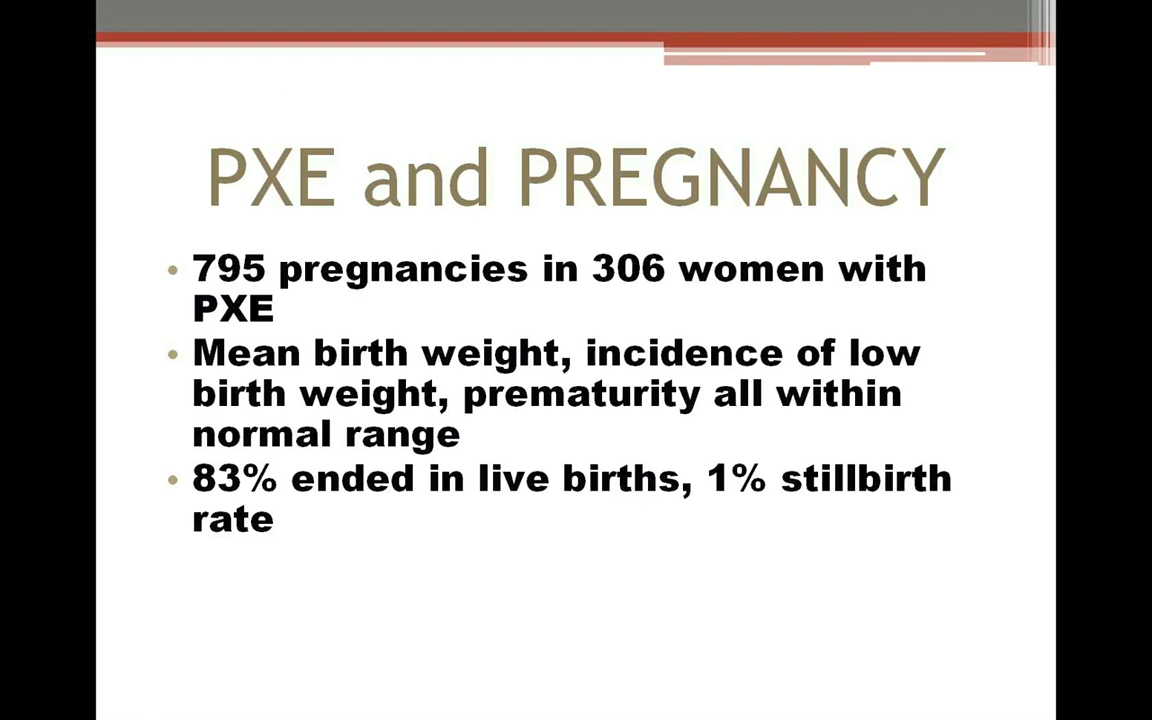 PXE and PREGNANCY
• 795 pregnancies in 306 women with
PXE
• Mean birth weight, incidence of low
birth weight, prematurity all within
normal range
• 83% ended in live births, 1% stillbirth
rate